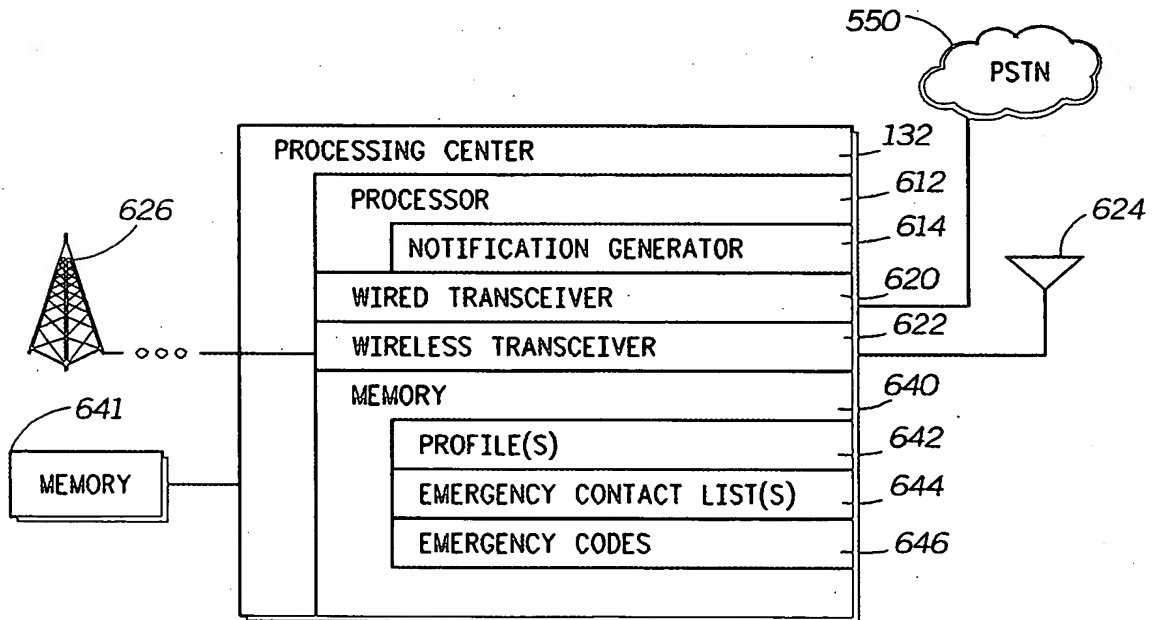 550
PSTN
PROCESSING CENTER 132
PROCESSOR 612
626
624
NOTIFICATION GENERATOR 614
WIRED TRANSCEIVER 620
WIRELESS TRANSCEIVER 622
MEMORY 640
641
PROFILE(S) 642
MEMORY
EMERGENCY CONTACT LIST(S) 644
EMERGENCY CODES 646